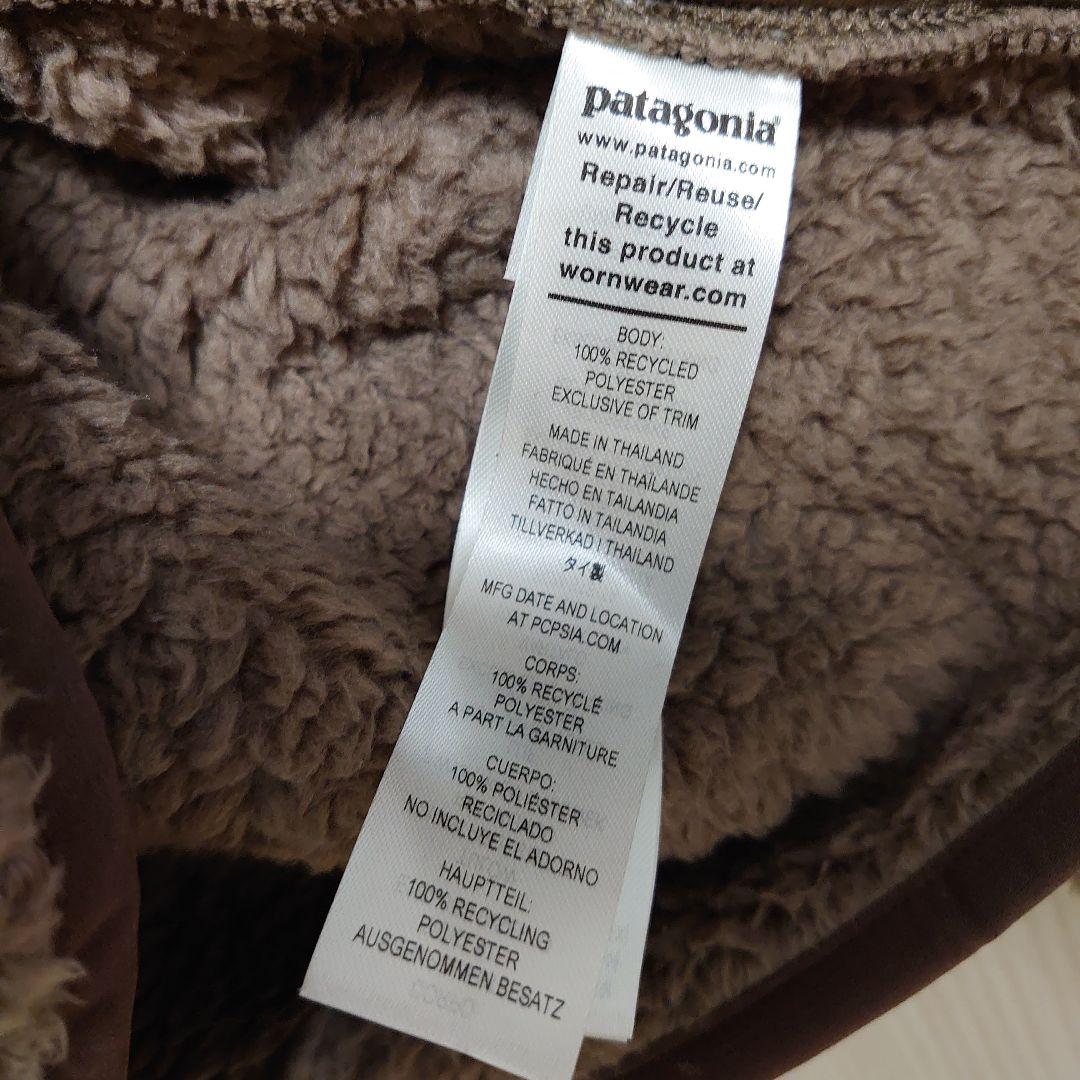 patagonia®
www.patagonia.com
Repair/Reuse/
Recycle
this product at
wornwear.com
BODY:
100% RECYCLED
POLYESTER
EXCLUSIVE OF TRIM
MADE IN THAILAND
FABRIQUÉ EN THAÏLANDE
HECHO EN TAILANDIA
FATTO IN TAILANDIA
TILLVERKAD I THAILAND
タイ製
MFG DATE AND LOCATION
AT PCPSIA.COM
CORPS:
100% RECYCLÉ
POLYESTER
A PART LA GARNITURE
CUERPO:
100% POLIÉSTER
RECICLADO
NO INCLUYE EL ADORNO
HAUPTTEIL:
100% RECYCLING
POLYESTER
AUSGENOMMEN BESATZ